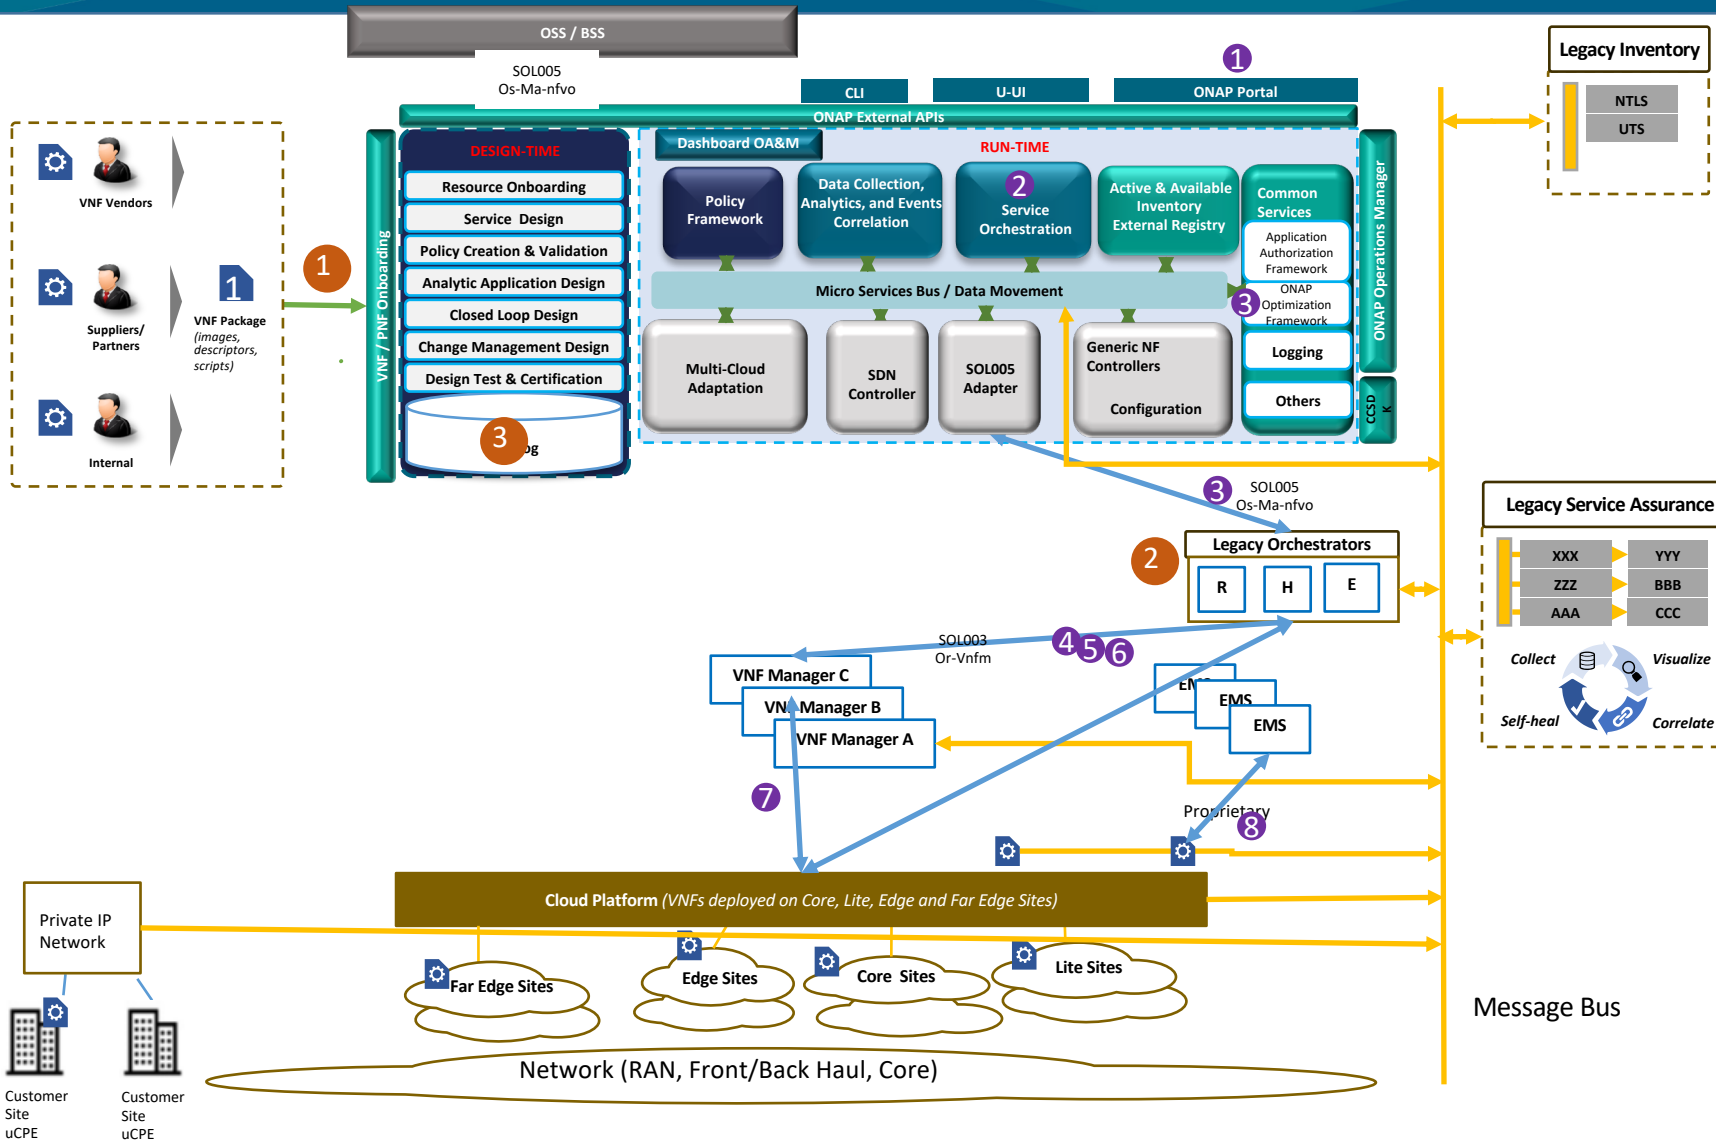 OSS / BSS
SOL005
Os-Ma-nfvo
1
CLI
U-UI
ONAP Portal
ONAP External APIs
Legacy Inventory
NTLS
UTS
VNF Vendors
Suppliers/
Partners
Internal
1
VNF Package
(images,
descriptors,
scripts)
1
VNF / PNF Onboarding
DESIGN-TIME
Resource Onboarding
Service Design
Policy Creation & Validation
Analytic Application Design
Closed Loop Design
Change Management Design
Design Test & Certification
3
og
Dashboard OA&M
RUN-TIME
Policy
Framework
Data Collection,
Analytics, and Events
Correlation
2
Service
Orchestration
Active & Available
Inventory
External Registry
Common
Services
Application
Authorization
Framework
ONAP
Optimization
Framework
3
Logging
Others
Micro Services Bus / Data Movement
Multi-Cloud
Adaptation
SDN
Controller
SOL005
Adapter
Generic NF
Controllers
Configuration
ONAP Operations Manager
CCSD
K
3
SOL005
Os-Ma-nfvo
2
Legacy Orchestrators
R
H
E
Legacy Service Assurance
XXX
YYY
ZZZ
BBB
AAA
CCC
Collect
Visualize
Self-heal
Correlate
SOL003
Or-Vnfm
4
5
6
VNF Manager C
VNF Manager B
VNF Manager A
EMS
EMS
EMS
7
Proprietary
8
Cloud Platform (VNFs deployed on Core, Lite, Edge and Far Edge Sites)
Private IP
Network
Far Edge Sites
Edge Sites
Core Sites
Lite Sites
Message Bus
Network (RAN, Front/Back Haul, Core)
Customer
Site
uCPE
Customer
Site
uCPE